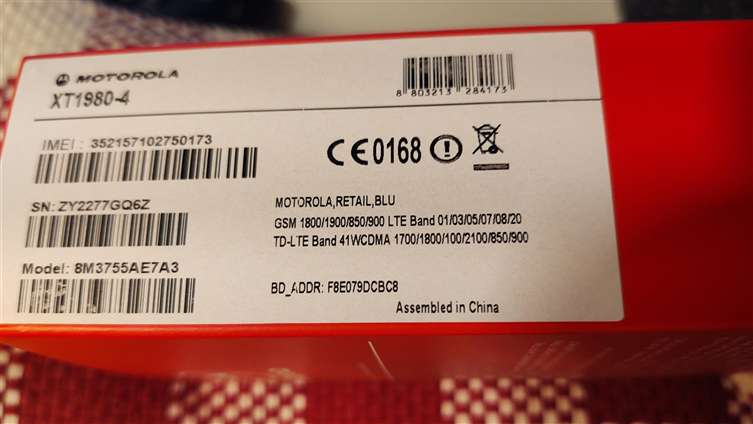 MOTOROLA
XT1980-4
8 803213 284173
IMEI : 352157102750173
CE0168
SN: ZY2277GQ6Z
MOTOROLA,RETAIL,BLU
GSM 1800/1900/850/900 LTE Band 01/03/05/07/08/20
TD-LTE Band 41WCDMA 1700/1800/100/2100/850/900
Model: 8M3755AE7A3
BD_ADDR: F8E079DCBC8
Assembled in China